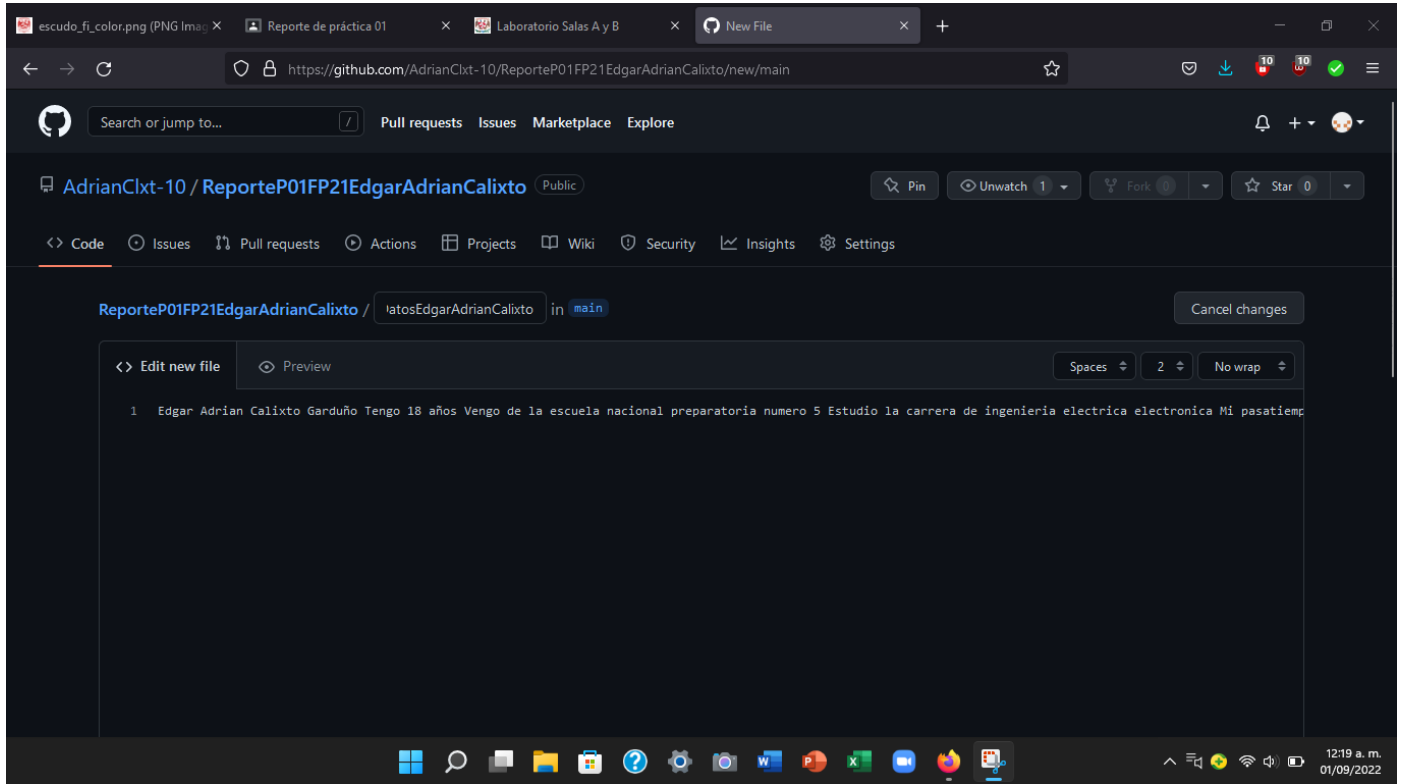 escudo_fi_color.png (PNG Imag
Reporte de práctica 01
Laboratorio Salas A y B
New File
https://github.com/AdrianClxt-10/ReporteP01FP21EdgarAdrianCalixto/new/main
10
10
Search or jump to...
/
Pull requests Issues Marketplace Explore
AdrianClxt-10 / ReporteP01FP21EdgarAdrianCalixto Public
Pin
Unwatch 1
Fork 0
Star 0
Code Issues Pull requests Actions Projects Wiki Security Insights Settings
ReporteP01FP21EdgarAdrianCalixto / atosEdgarAdrianCalixto in main
Cancel changes
Edit new file
Preview
Spaces
2
No wrap
1 Edgar Adrian Calixto Garduño Tengo 18 años Vengo de la escuela nacional preparatoria numero 5 Estudio la carrera de ingenieria electrica electronica Mi pasatiemp
12:19 a. m.
01/09/2022